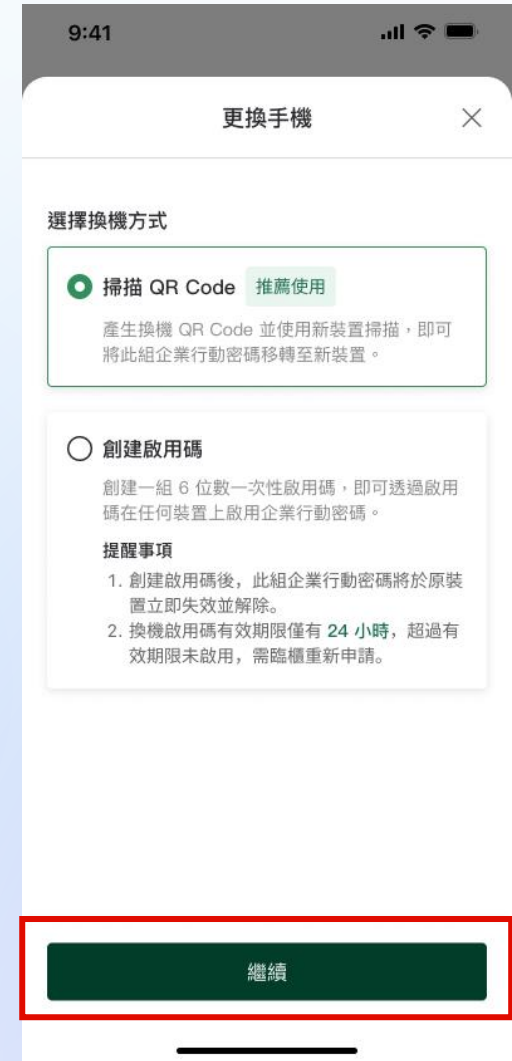 9:41
更換手機
選擇換機方式
掃描 QR Code 推薦使用
產生換機 QR Code 並使用新裝置掃描，即可
將此組企業行動密碼移轉至新裝置。
創建啟用碼
創建一組 6 位數一次性啟用碼，即可透過啟用
碼在任何裝置上啟用企業行動密碼。
提醒事項
1. 創建啟用碼後，此組企業行動密碼將於原裝
置立即失效並解除。
2. 換機啟用碼有效期限僅有 24 小時，超過有
效期限未啟用，需臨櫃重新申請。
繼續